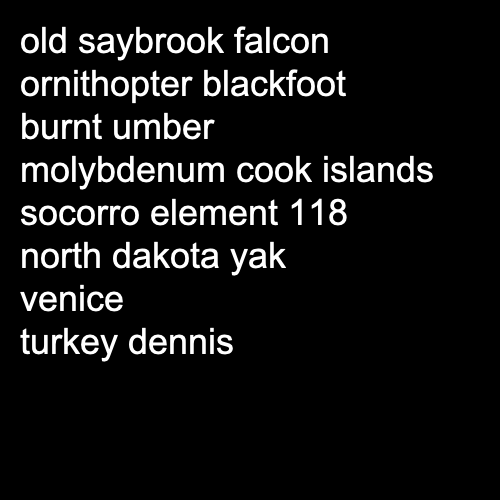 old saybrook falcon
ornithopter blackfoot
burnt umber
molybdenum cook islands
socorro element 118
north dakota yak
venice
turkey dennis